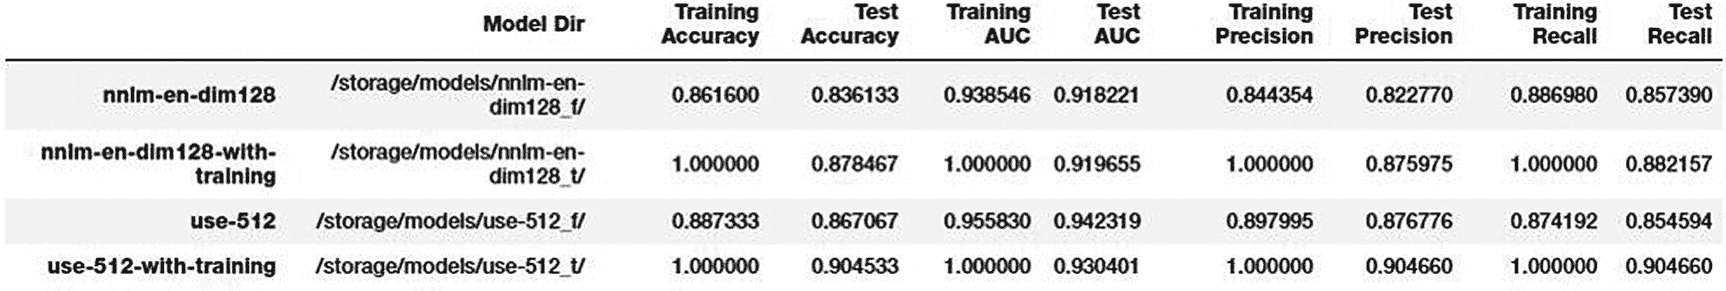 Model Dir Training Accuracy Test Accuracy Training AUC Test AUC Training Precision Test Precision Training Recall Test Recall
nnlm-en-dim128 /storage/models/nnlm-en-dim128_f/ 0.861600 0.836133 0.938546 0.918221 0.844354 0.822770 0.886980 0.857390
nnlm-en-dim128-with-training /storage/models/nnlm-en-dim128_t/ 1.000000 0.878467 1.000000 0.919655 1.000000 0.875975 1.000000 0.882157
use-512 /storage/models/use-512_f/ 0.887333 0.867067 0.955830 0.942319 0.897995 0.876776 0.874192 0.854594
use-512-with-training /storage/models/use-512_t/ 1.000000 0.904533 1.000000 0.930401 1.000000 0.904660 1.000000 0.904660